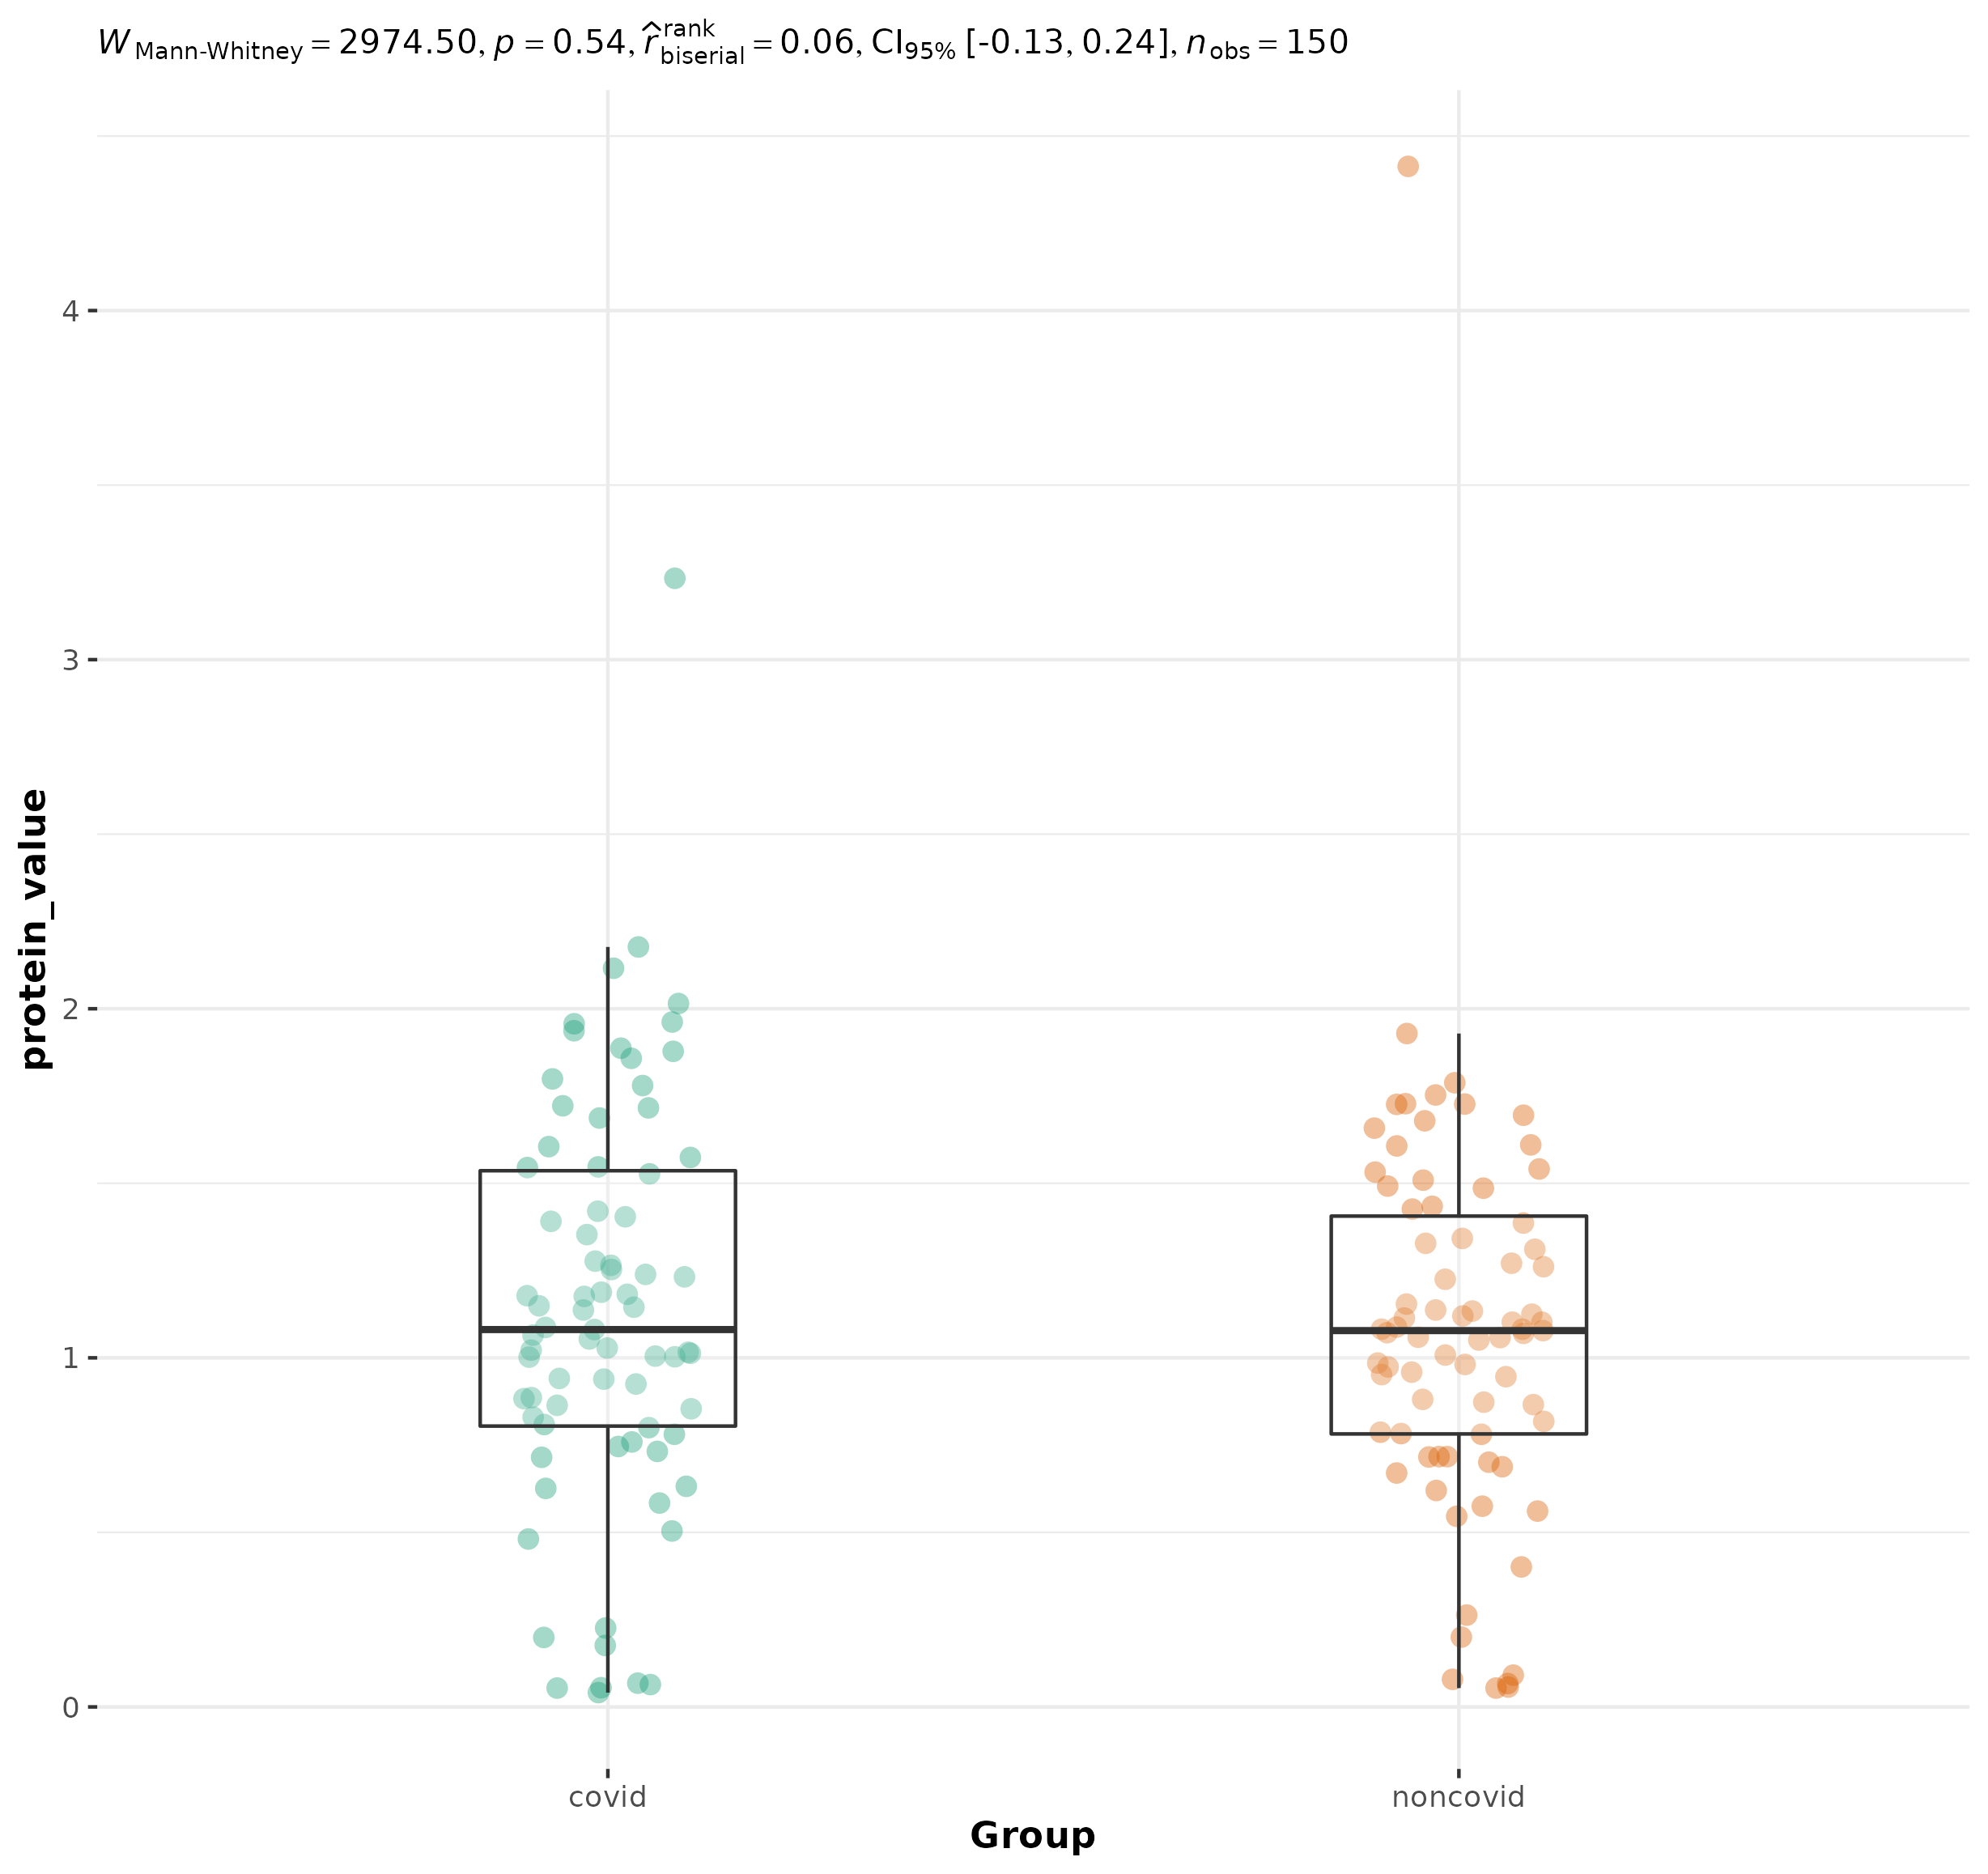 W Mann-Whitney = 2974.50, p = 0.54, r̂ rank biserial = 0.06, CI95% [-0.13, 0.24], nobs = 150
protein_value
4
3
2
1
0
covid noncovid
Group